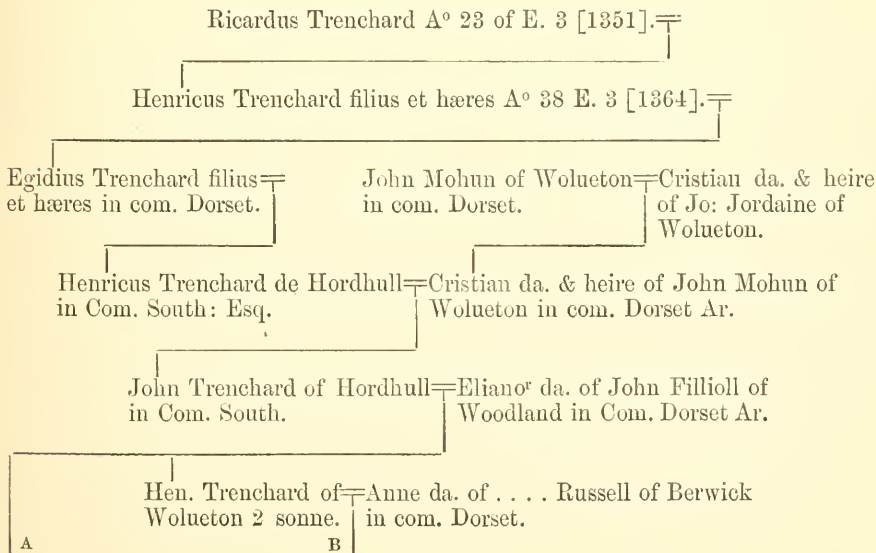 Ricardus Trenchard Aº 23 of E. 3 [1351].
Henricus Trenchard filius et hæres Aº 38 E. 3 [1364].
Egidius Trenchard filius
et hæres in com. Dorset.
John Mohun of Wolueton
in com. Dorset.
Cristian da. & heire
of Jo: Jordaine of
Wolueton.
Henricus Trenchard de Hordhull
in Com. South: Esq.
Cristian da. & heire of John Mohun of
Wolueton in com. Dorset Ar.
John Trenchard of Hordhull
in Com. South.
Elianoʳ da. of John Fillioll of
Woodland in Com. Dorset Ar.
Hen. Trenchard of
Wolueton 2 sonne.
Anne da. of . . . . Russell of Berwick
in com. Dorset.
A
B